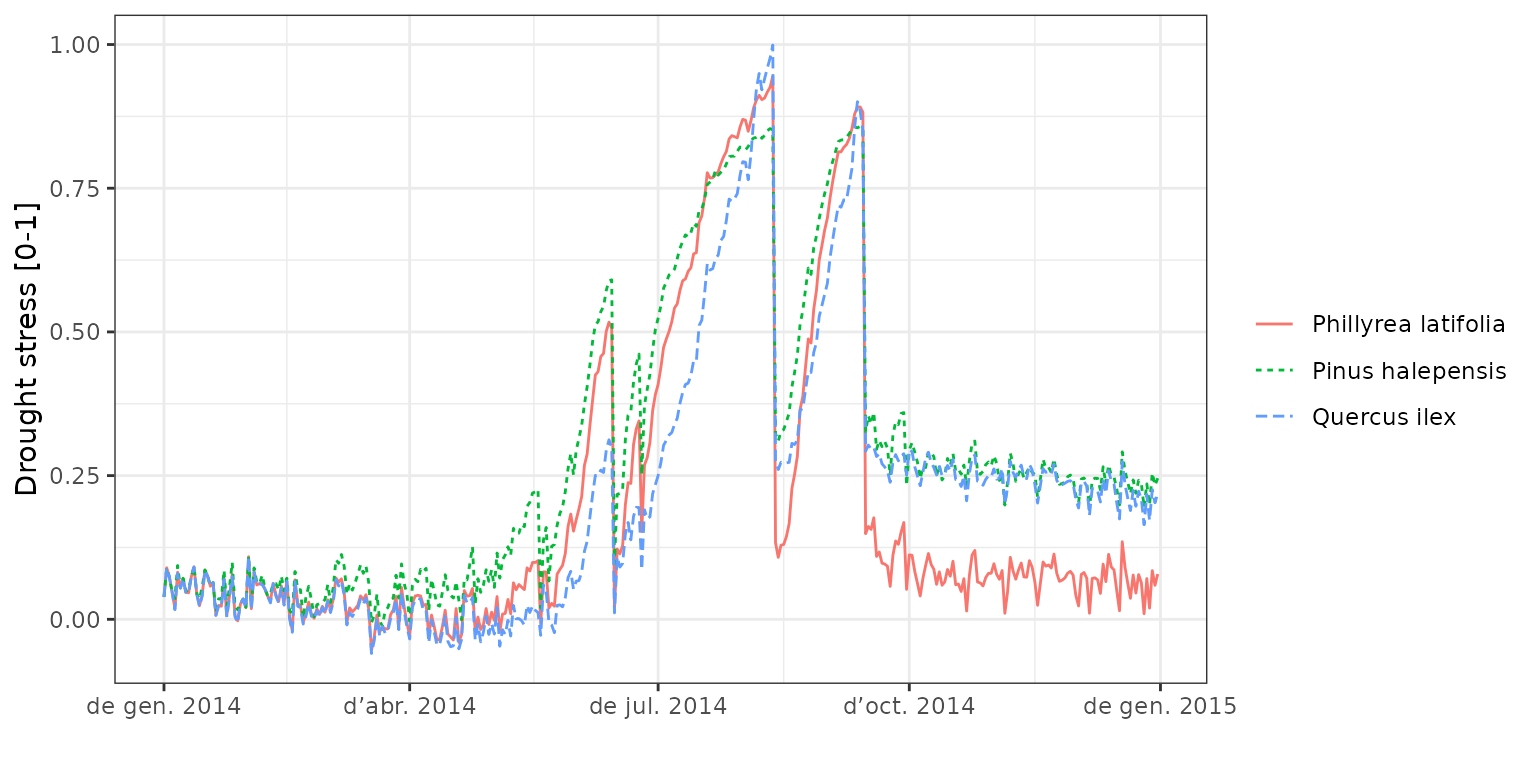 Drought stress [0-1]
1.00
0.75
0.50
0.25
0.00
de gen. 2014
d’abr. 2014
de jul. 2014
d’oct. 2014
de gen. 2015
Phillyrea latifolia
Pinus halepensis
Quercus ilex